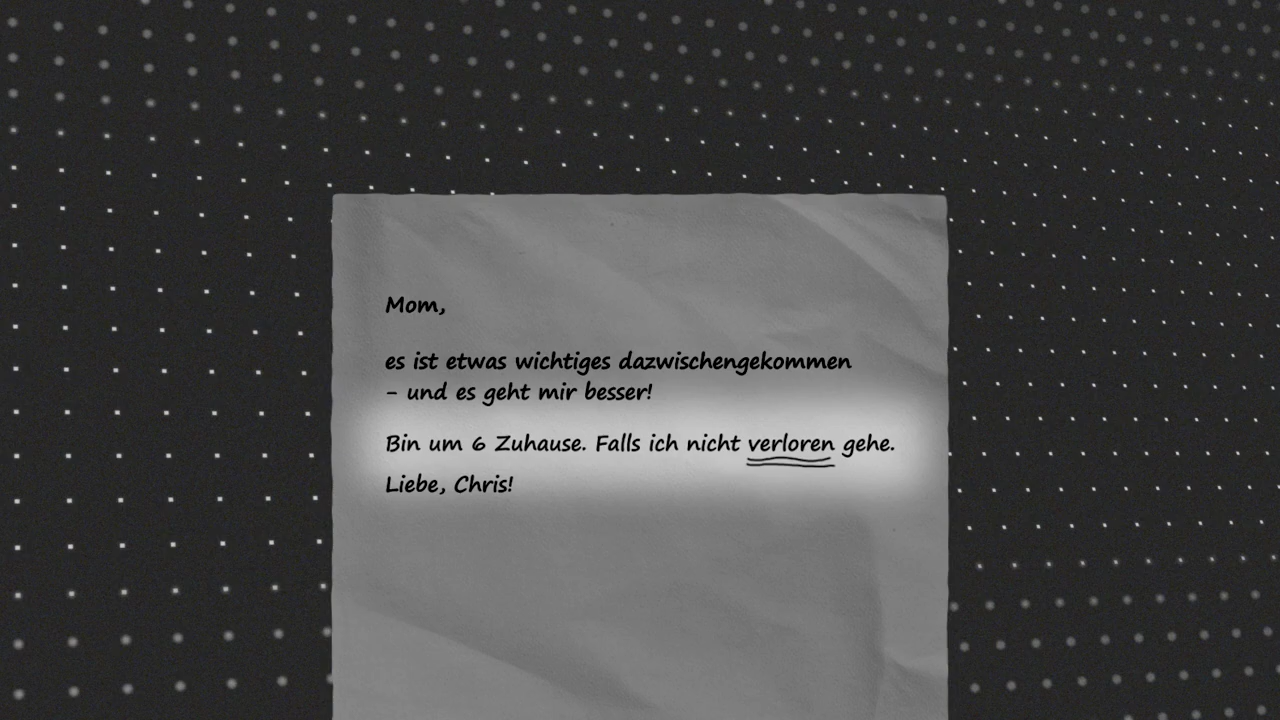 Mom,
es ist etwas wichtiges dazwischengekommen
- und es geht mir besser!
Bin um 6 Zuhause. Falls ich nicht verloren gehe.
Liebe, Chris!